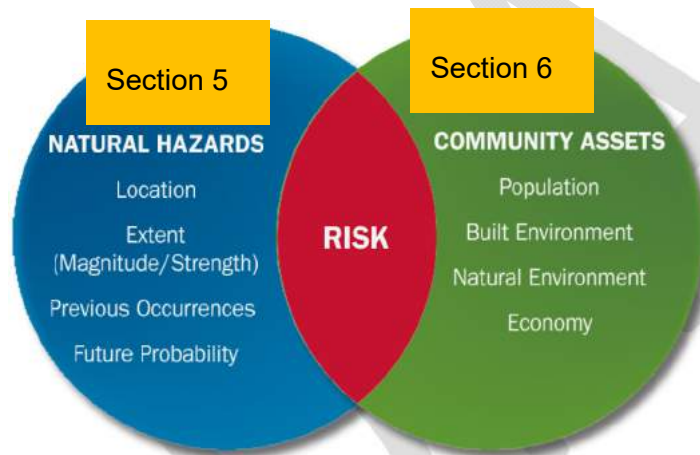 Section 5
NATURAL HAZARDS
Location
Extent
(Magnitude/Strength)
Previous Occurrences
Future Probability
RISK
Section 6
COMMUNITY ASSETS
Population
Built Environment
Natural Environment
Economy